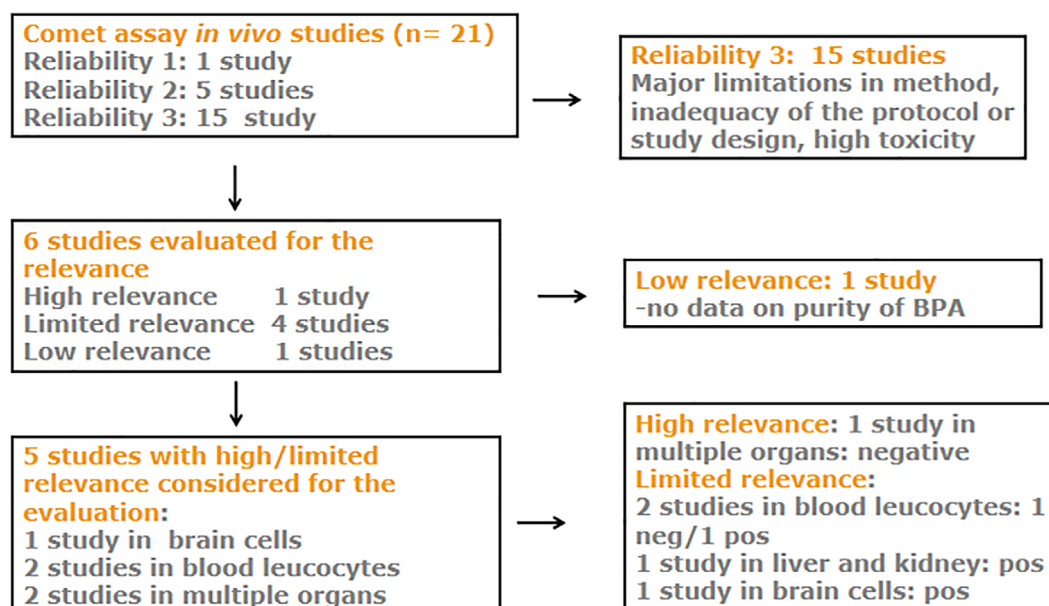 Comet assay in vivo studies (n= 21)
Reliability 1: 1 study
Reliability 2: 5 studies
Reliability 3: 15 study
Reliability 3: 15 studies
Major limitations in method,
inadequacy of the protocol or
study design, high toxicity
6 studies evaluated for the
relevance
High relevance 1 study
Limited relevance 4 studies
Low relevance 1 studies
Low relevance: 1 study
-no data on purity of BPA
5 studies with high/limited
relevance considered for the
evaluation:
1 study in brain cells
2 studies in blood leucocytes
2 studies in multiple organs
High relevance: 1 study in
multiple organs: negative
Limited relevance:
2 studies in blood leucocytes: 1
neg/1 pos
1 study in liver and kidney: pos
1 study in brain cells: pos